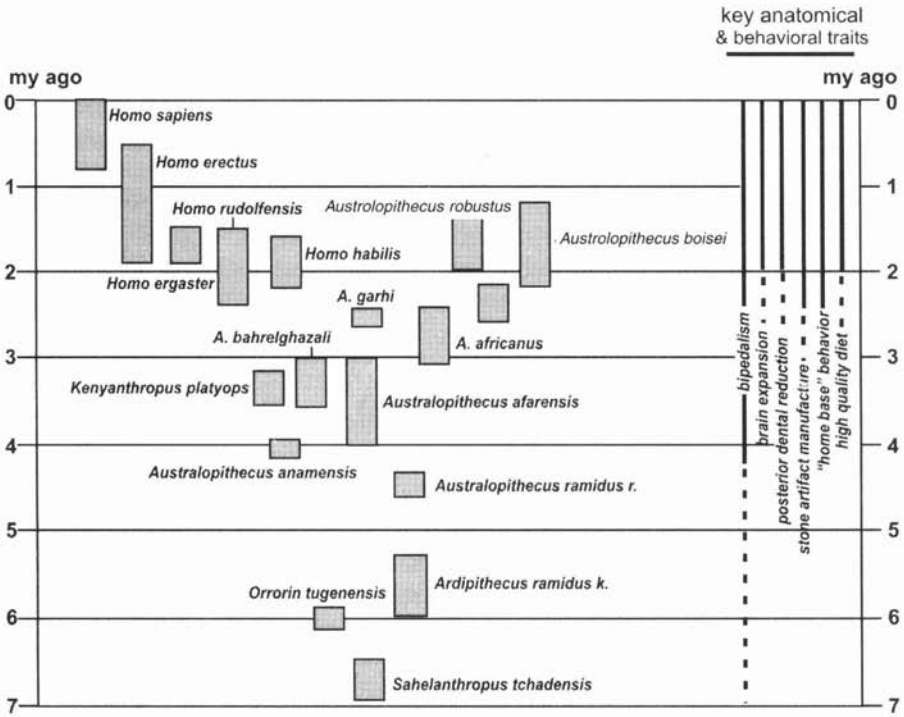 key anatomical
& behavioral traits
my ago
my ago
0
0
Homo sapiens
Homo erectus
1
1
Homo rudolfensis
Austrolopithecus robustus
Austrolopithecus boisei
Homo habilis
2
2
Homo ergaster
A. garhi
A. bahrelghazali
A. africanus
3
3
Kenyanthropus platyops
Australopithecus afarensis
4
4
Australopithecus anamensis
Australopithecus ramidus r.
5
5
Ardipithecus ramidus k.
Orrorin tugenensis
6
6
Sahelanthropus tchadensis
7
7
bipedalism
brain expansion
posterior dental reduction
stone artifact manufacture
"home base" behavior
high quality diet